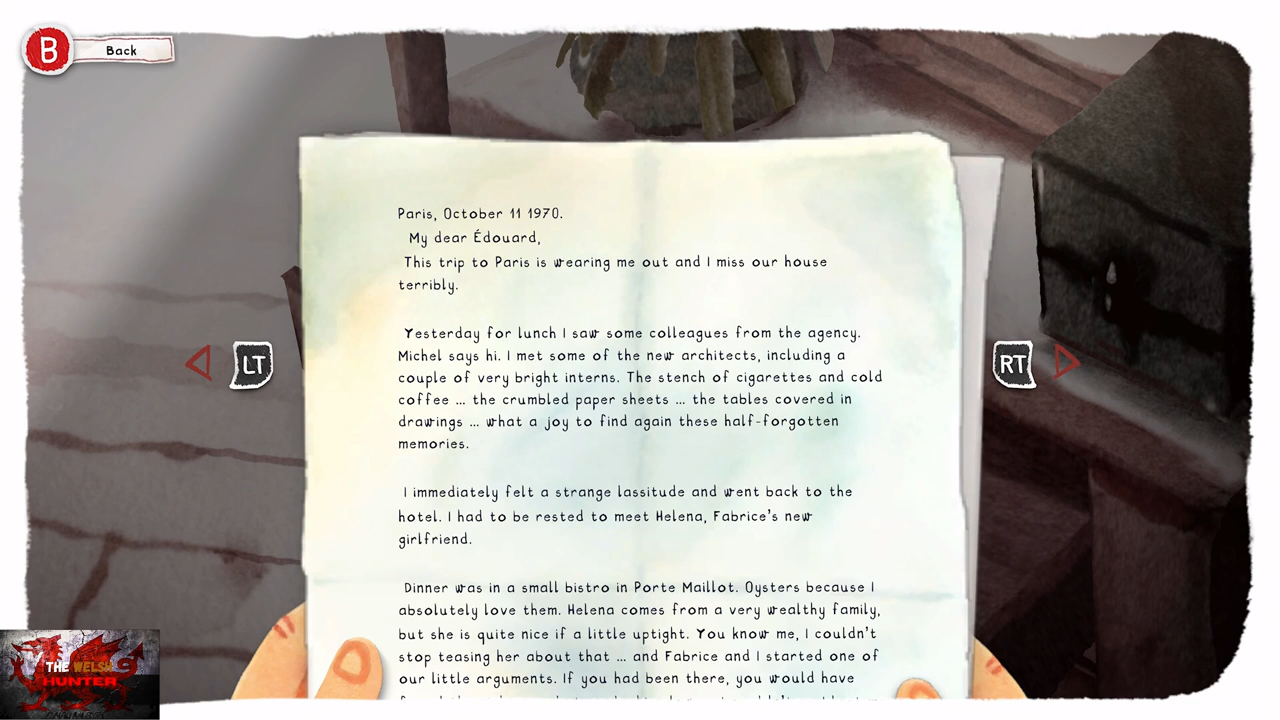 B Back
Paris, October 11 1970.
My dear Édouard,
This trip to Paris is wearing me out and I miss our house
terribly.
Yesterday for lunch I saw some colleagues from the agency.
Michel says hi. I met some of the new architects, including a
couple of very bright interns. The stench of cigarettes and cold
coffee ... the crumbled paper sheets ... the tables covered in
drawings ... what a joy to find again these half-forgotten
memories.
I immediately felt a strange lassitude and went back to the
hotel. I had to be rested to meet Helena, Fabrice's new
girlfriend.
Dinner was in a small bistro in Porte Maillot. Oysters because I
absolutely love them. Helena comes from a very wealthy family,
but she is quite nice if a little uptight. You know me, I couldn't
stop teasing her about that ... and Fabrice and I started one of
our little arguments. If you had been there, you would have
LT
RT
THE WELSH
HUNTER